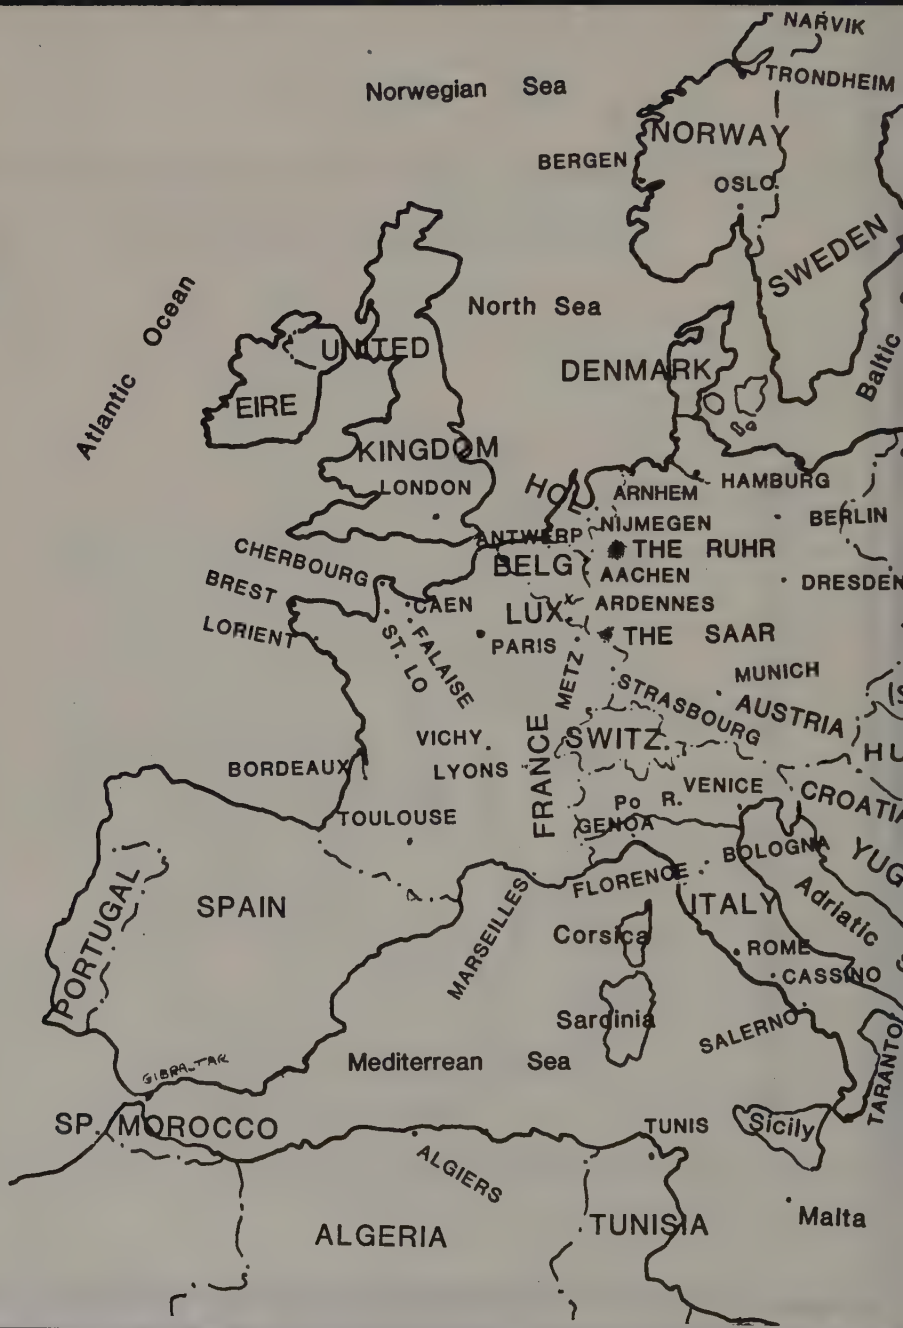 NARVIK
Norwegian Sea
TRONDHEIM
NORWAY
BERGEN
OSLO
SWEDEN
Atlantic Ocean
North Sea
UNITED
DENMARK
Baltic
EIRE
KINGDOM
LONDON
HOL
ARNHEM
HAMBURG
ANTWERP
NIJMEGEN
BERLIN
CHERBOURG
BELG
THE RUHR
AACHEN
DRESDEN
BREST
CAEN
LUX
ARDENNES
LORIENT
ST. LO
FALAISE
PARIS
THE SAAR
METZ
MUNICH
STRASBOURG
AUSTRIA
VICHY
FRANCE
SWITZ.
HU
BORDEAUX
LYONS
Po R.
VENICE
CROATIA
TOULOUSE
GENOA
BOLOGNA
YUG
PORTUGAL
SPAIN
MARSEILLES
FLORENCE
ITALY
Adriatic
Corsica
ROME
CASSINO
Sardinia
SALERNO
TARANTO
GIBRALTAR
Mediterrean Sea
SP. MOROCCO
TUNIS
Sicily
ALGIERS
ALGERIA
TUNISIA
Malta